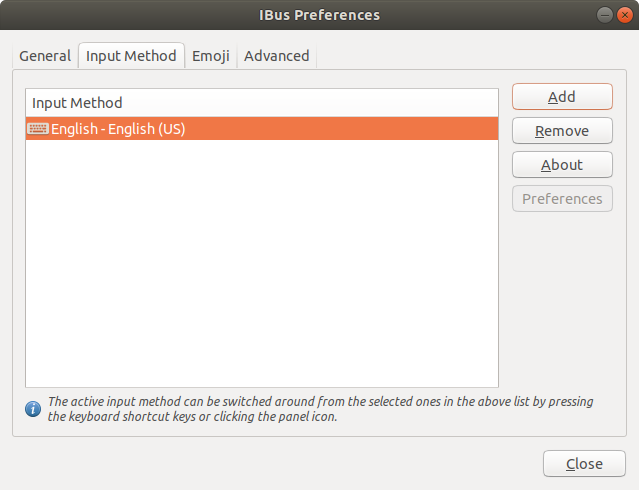 IBus Preferences
General Input Method Emoji Advanced
Input Method
English - English (US)
Add
Remove
About
Preferences
The active input method can be switched around from the selected ones in the above list by pressing
the keyboard shortcut keys or clicking the panel icon.
Close